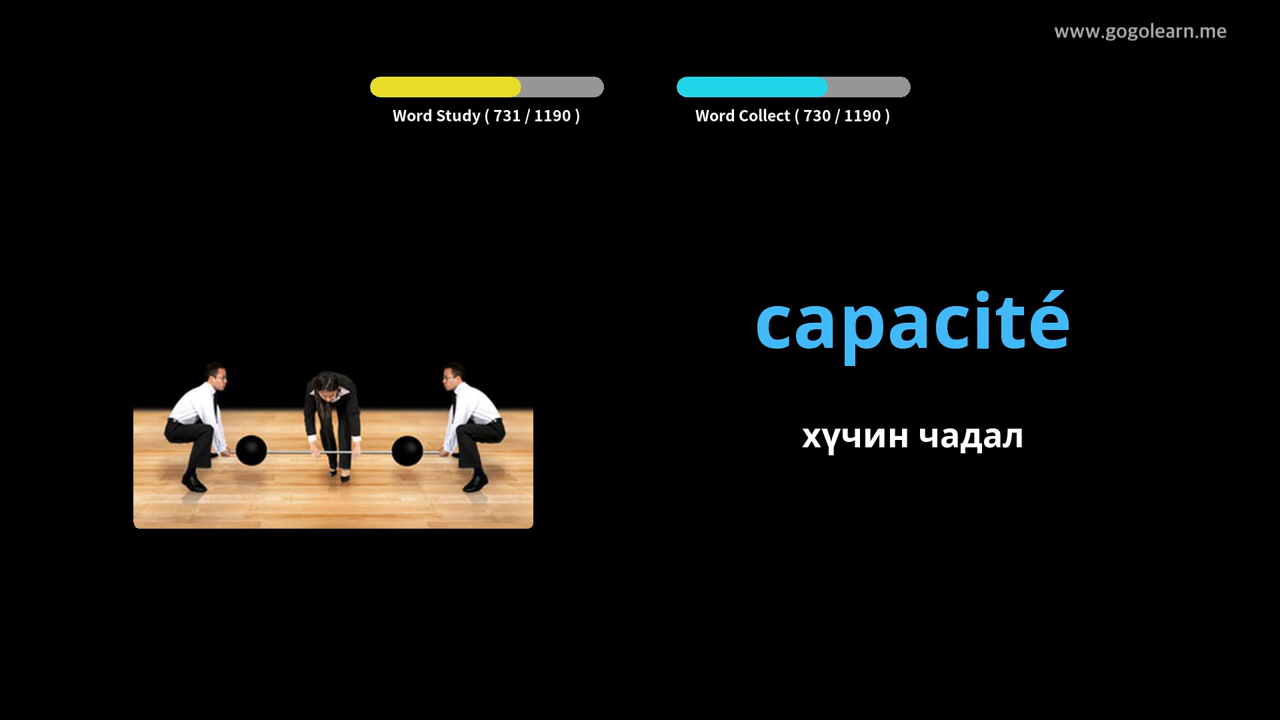 www.gogolearn.me
Word Study ( 731 / 1190 )
Word Collect ( 730 / 1190 )
capacité
хүчин чадал